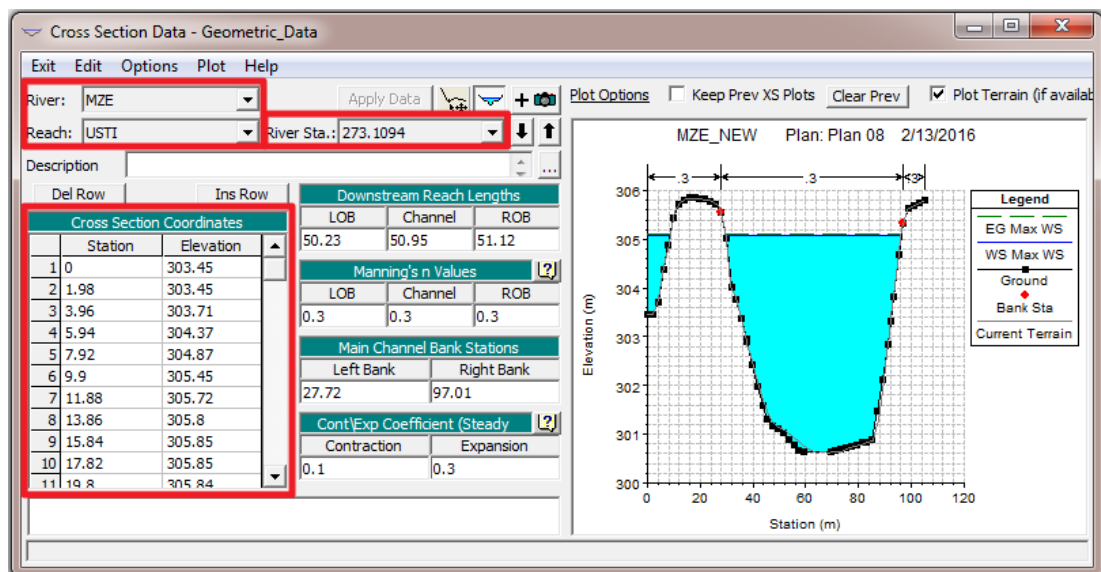 Cross Section Data - Geometric_Data
Exit Edit Options Plot Help
River: MZE
Apply Data
Plot Options Keep Prev XS Plots Clear Prev Plot Terrain (if availab
Reach: USTI River Sta.: 273.1094
Description ...
Del Row Ins Row
Cross Section Coordinates
Station Elevation
1 0 303.45
2 1.98 303.45
3 3.96 303.71
4 5.94 304.37
5 7.92 304.87
6 9.9 305.45
7 11.88 305.72
8 13.86 305.8
9 15.84 305.85
10 17.82 305.85
11 19.8 305.84
Downstream Reach Lengths
LOB Channel ROB
50.23 50.95 51.12
Manning's n Values
LOB Channel ROB
0.3 0.3 0.3
Main Channel Bank Stations
Left Bank Right Bank
27.72 97.01
Cont\Exp Coefficient (Steady
Contraction Expansion
0.1 0.3
MZE_NEW Plan: Plan 08 2/13/2016
.3 .3 .3
306
305
304
303
302
301
300
Elevation (m)
0 20 40 60 80 100 120
Station (m)
Legend
EG Max WS
WS Max WS
Ground
Bank Sta
Current Terrain